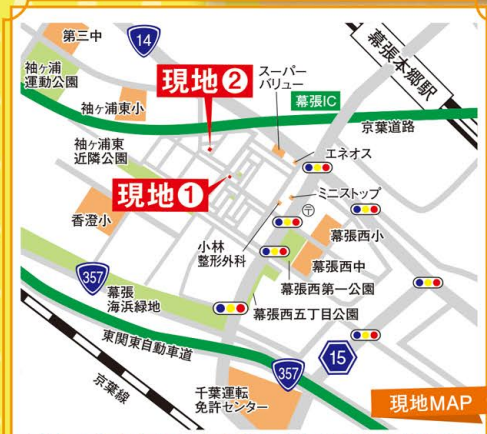 第三中
14
幕張本郷駅
袖ヶ浦
運動公園
現地②
スーパー
バリュー
幕張IC
袖ヶ浦東小
京葉道路
袖ヶ浦東
近隣公園
エネオス
現地①
ミニストップ
〒
香澄小
小林
整形外科
幕張西小
幕張西中
357
幕張
海浜緑地
幕張西第一公園
幕張西五丁目公園
東関東自動車道
15
357
京葉線
千葉運転
免許センター
現地MAP